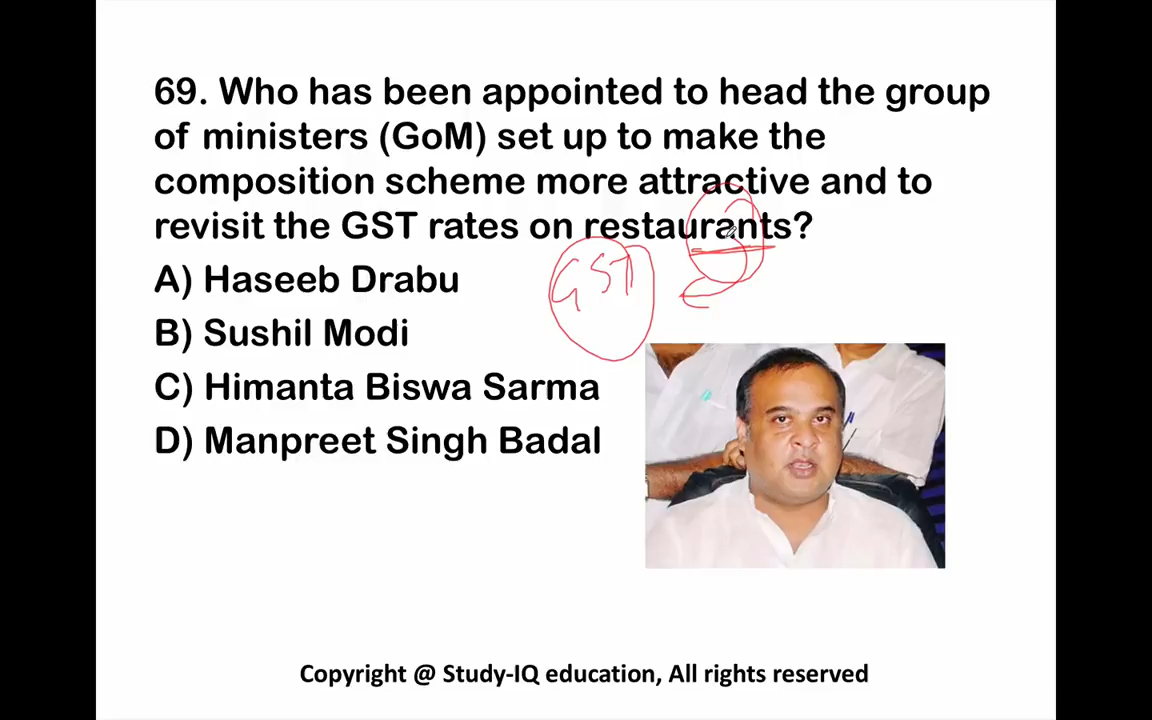 69. Who has been appointed to head the group
of ministers (GoM) set up to make the
composition scheme more attractive and to
revisit the GST rates on restaurants?
GST
A) Haseeb Drabu
B) Sushil Modi
C) Himanta Biswa Sarma
D) Manpreet Singh Badal
Copyright @ Study-IQ education, All rights reserved